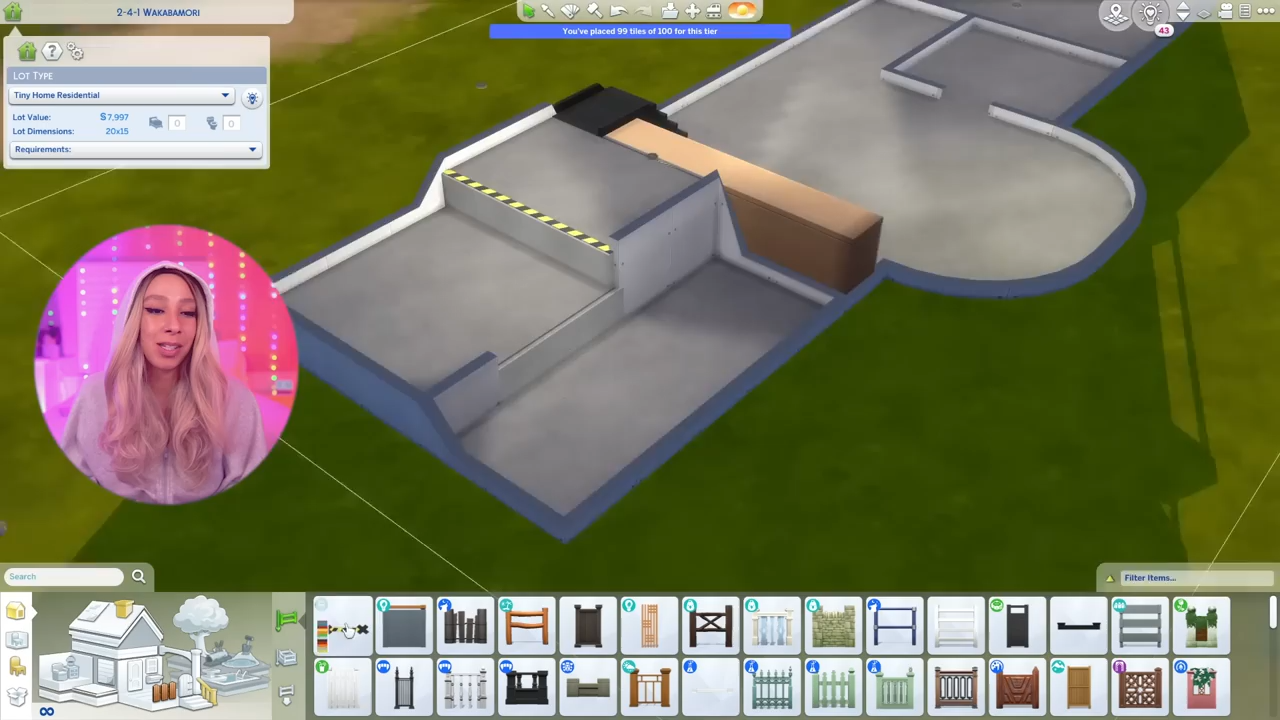 2-4-1 Wakabamori
You've placed 99 tiles of 100 for this tier
43
?
Lot Type
Tiny Home Residential
Lot Value: §7,997
0
0
Lot Dimensions: 20x15
Requirements:
Search
Filter Items...